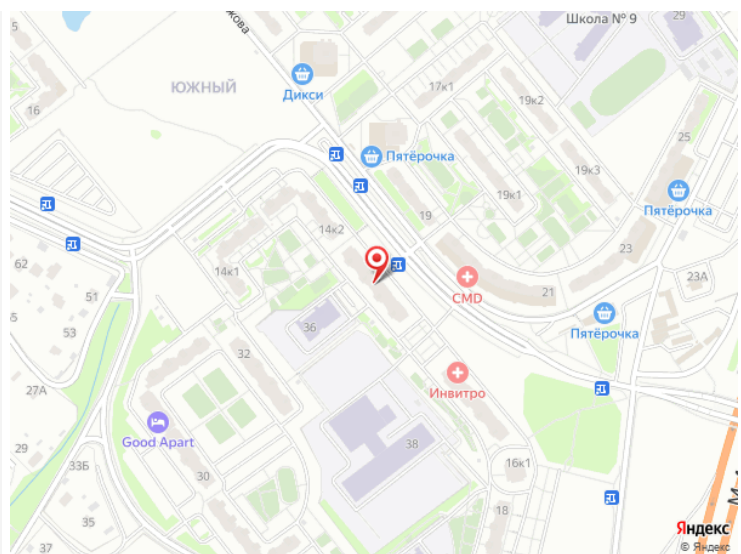 5
жкова
Школа № 9
29
ЮЖНЫЙ
Дикси
17к1
19к2
16
25
Пятёрочка
19к3
19к1
Пятёрочка
14к2
19
23
62
14к1
23А
51
CMD
21
36
53
Пятёрочка
32
Инвитро
27А
Good Apart
38
29
30
16к1
33Б
35
18
37
Яндекс
© Яндекс